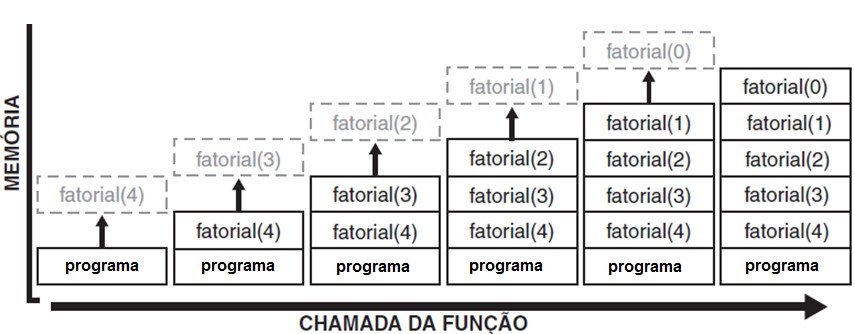 MEMÓRIA
fatorial(0)
fatorial(1) fatorial(0)
fatorial(2) fatorial(1) fatorial(1)
fatorial(3) fatorial(2) fatorial(2) fatorial(2)
fatorial(4) fatorial(3) fatorial(3) fatorial(3) fatorial(3)
fatorial(4) fatorial(4) fatorial(4) fatorial(4) fatorial(4)
programa programa programa programa programa programa
CHAMADA DA FUNÇÃO